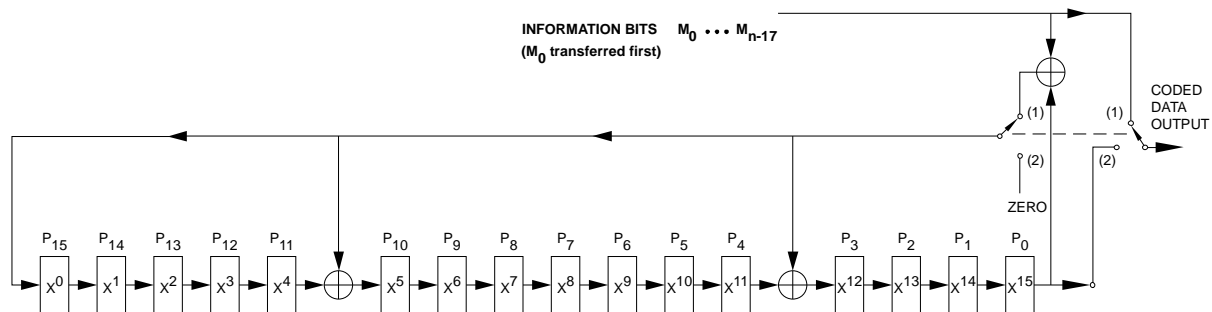 INFORMATION BITS M0 ••• Mn-17
(M0 transferred first)
CODED
DATA
OUTPUT
(1) (1)
(2) (2)
ZERO
P15 P14 P13 P12 P11 P10 P9 P8 P7 P6 P5 P4 P3 P2 P1 P0
X0 X1 X2 X3 X4 X5 X6 X7 X8 X9 X10 X11 X12 X13 X14 X15